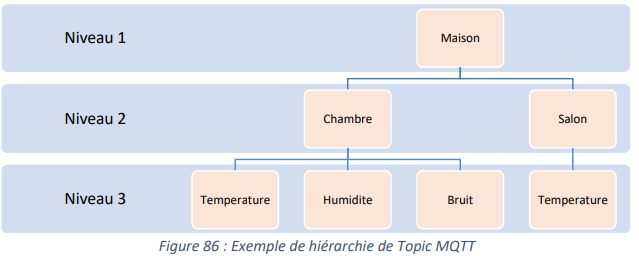 Niveau 1
Maison
Niveau 2
Chambre
Salon
Niveau 3
Temperature
Humidite
Bruit
Temperature
Figure 86 : Exemple de hiérarchie de Topic MQTT